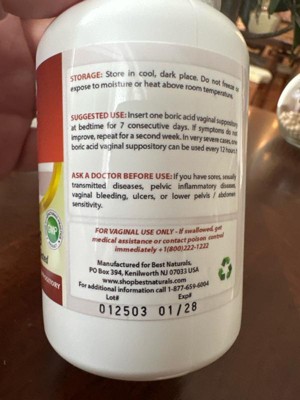 STORAGE: Store in cool, dark place. Do not freeze or
expose to moisture or heat above room temperature.
SUGGESTED USE: Insert one boric acid vaginal suppository
at bedtime for 7 consecutive days. If symptoms do not
improve, repeat for a second week. In very severe cases, one
boric acid vaginal suppository can be used every 12 hours f
ASK A DOCTOR BEFORE USE: If you have sores, sexually
transmitted diseases, pelvic inflammatory disease,
vaginal bleeding, ulcers, or lower pelvis / abdomen
sensitivity.
FOR VAGINAL USE ONLY - If swallowed, get
medical assistance or contact poison control
immediately +1(800)222-1222
Manufactured for Best Naturals.
PO Box 394, Kenilworth NJ 07033 USA
www.shopbestnaturals.com
For additional information call 1-877-659-6004
Lot# Exp#
012503 01/28